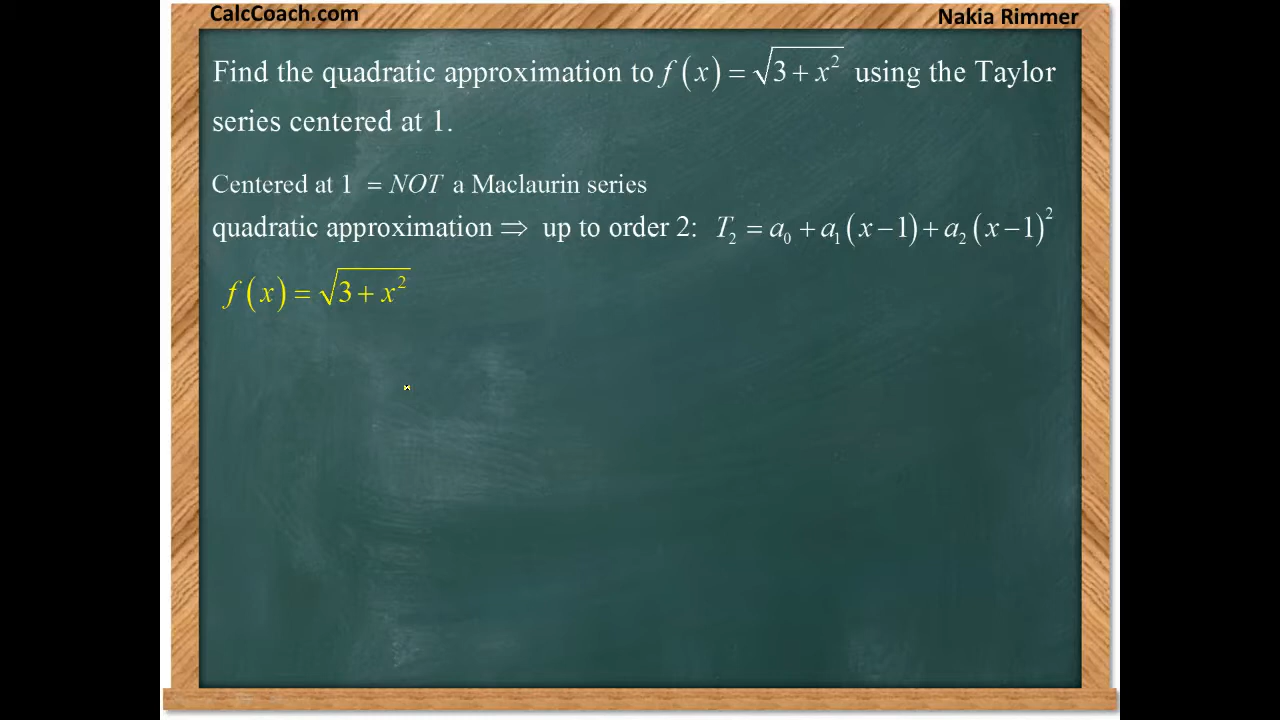 CalcCoach.com Nakia Rimmer
Find the quadratic approximation to f(x) = √(3 + x²) using the Taylor
series centered at 1.
Centered at 1 = NOT a Maclaurin series
quadratic approximation ⇒ up to order 2: T₂ = a₀ + a₁(x − 1) + a₂(x − 1)²
f(x) = √(3 + x²)